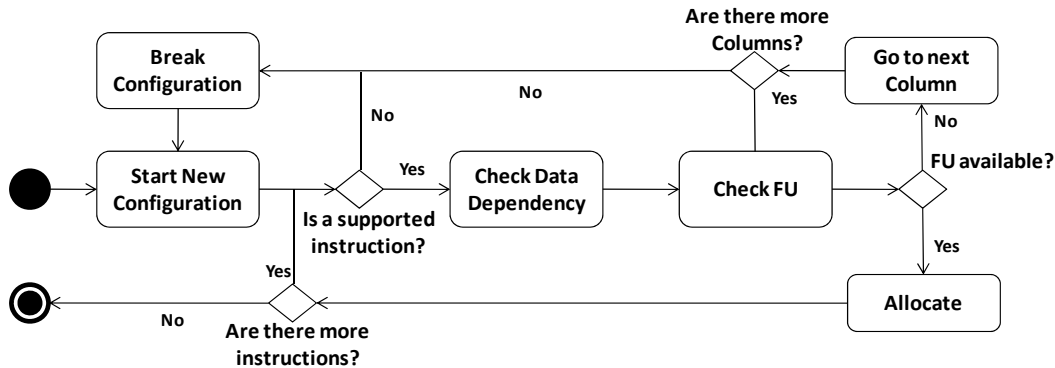 Are there more
Columns?
Break
Configuration
Go to next
Column
No
Yes
No
No
FU available?
Start New
Configuration
Yes
Check Data
Dependency
Check FU
Is a supported
instruction?
Yes
Yes
Allocate
No
Are there more
instructions?